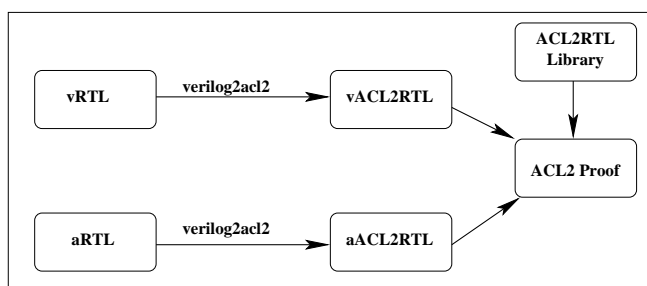 ACL2RTL
Library
vRTL
verilog2acl2
vACL2RTL
ACL2 Proof
aRTL
verilog2acl2
aACL2RTL